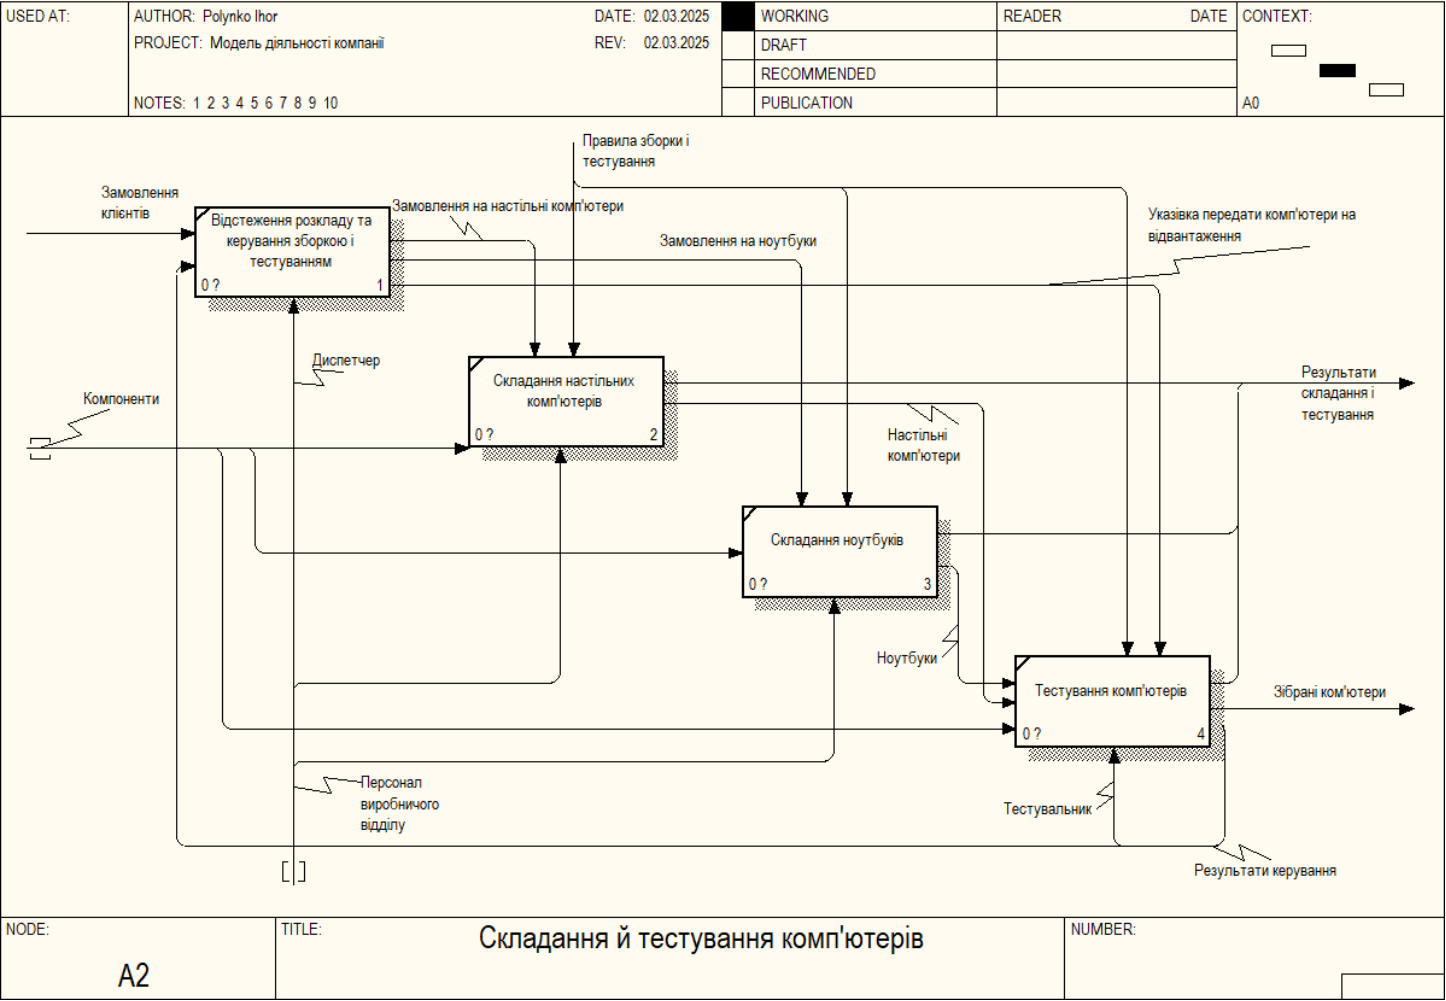 USED AT:
AUTHOR: Polynko Ihor
DATE: 02.03.2025
PROJECT: Модель діяльності компанії
REV: 02.03.2025
NOTES: 1 2 3 4 5 6 7 8 9 10
WORKING
DRAFT
RECOMMENDED
PUBLICATION
READER DATE
CONTEXT:
A0
Правила зборки і
тестування
Замовлення
клієнтів
Замовлення на настільні комп'ютери
Відстеження розкладу та
керування зборкою і
тестуванням
0 ? 1
Замовлення на ноутбуки
Указівка передати комп'ютери на
відвантаження
Диспетчер
Компоненти
Складання настільних
комп'ютерів
0 ? 2
Результати
складання і
тестування
Настільні
комп'ютери
Складання ноутбуків
0 ? 3
Ноутбуки
Тестування комп'ютерів
0 ? 4
Зібрані ком'ютери
Персонал
виробничого
відділу
Тестувальник
Результати керування
NODE:
A2
TITLE:
Складання й тестування комп'ютерів
NUMBER: